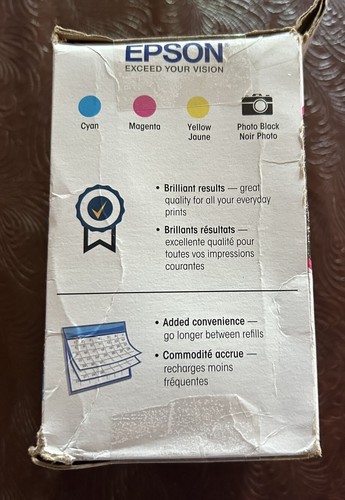 EPSON®
EXCEED YOUR VISION
Cyan
Magenta
Yellow
Jaune
Photo Black
Noir Photo
• Brilliant results — great
quality for all your everyday
prints
• Brillants résultats —
excellente qualité pour
toutes vos impressions
courantes
• Added convenience —
go longer between refills
• Commodité accrue —
recharges moins
fréquentes